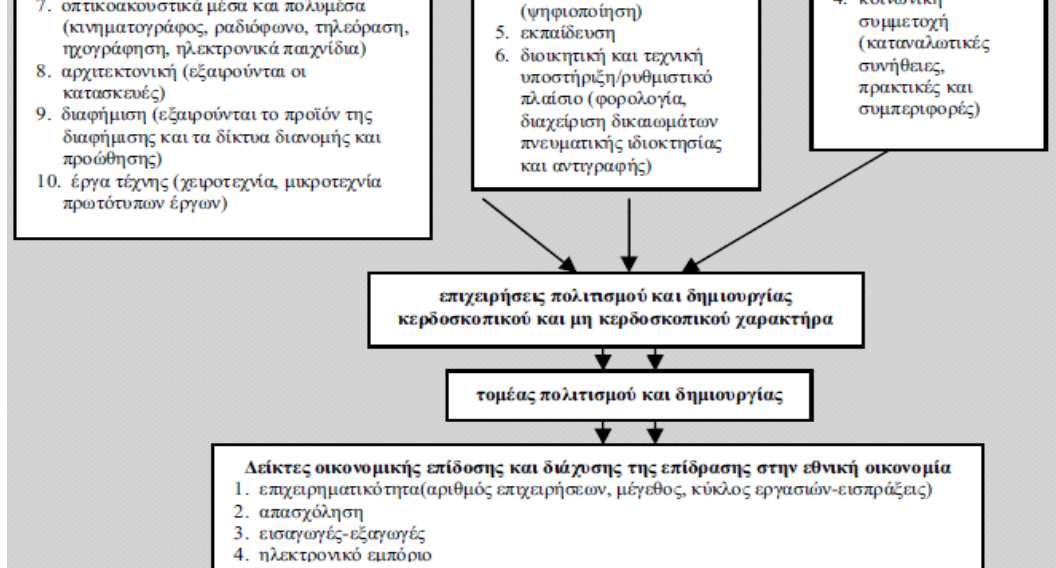 7. οπτικοακουστικά μέσα και πολυμέσα
(κινηματογράφος, ραδιόφωνο, τηλεόραση,
ηχογράφηση, ηλεκτρονικά παιχνίδια)
8. αρχιτεκτονική (εξαιρούνται οι
κατασκευές)
9. διαφήμιση (εξαιρούνται το προϊόν της
διαφήμισης και τα δίκτυα διανομής και
προώθησης)
10. έργα τέχνης (χειροτεχνία, μικροτεχνία
πρωτότυπων έργων)
(ψηφιοποίηση)
5. εκπαίδευση
6. διοικητική και τεχνική
υποστήριξη/ρυθμιστικό
πλαίσιο (φορολογία,
διαχείριση δικαιωμάτων
πνευματικής ιδιοκτησίας
και αντιγραφής)
4. κοινωνική
συμμετοχή
(καταναλωτικές
συνήθειες,
πρακτικές και
συμπεριφορές)
επιχειρήσεις πολιτισμού και δημιουργίας
κερδοσκοπικού και μη κερδοσκοπικού χαρακτήρα
τομέας πολιτισμού και δημιουργίας
Δείκτες οικονομικής επίδοσης και διάχυσης της επίδρασης στην εθνική οικονομία
1. επιχειρηματικότητα(αριθμός επιχειρήσεων, μέγεθος, κύκλος εργασιών-εισπράξεις)
2. απασχόληση
3. εισαγωγές-εξαγωγές
4. ηλεκτρονικό εμπόριο